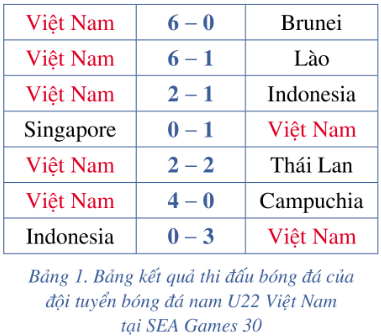 Việt Nam 6 – 0 Brunei
Việt Nam 6 – 1 Lào
Việt Nam 2 – 1 Indonesia
Singapore 0 – 1 Việt Nam
Việt Nam 2 – 2 Thái Lan
Việt Nam 4 – 0 Campuchia
Indonesia 0 – 3 Việt Nam
Bảng 1. Bảng kết quả thi đấu bóng đá của
đội tuyển bóng đá nam U22 Việt Nam
tại SEA Games 30